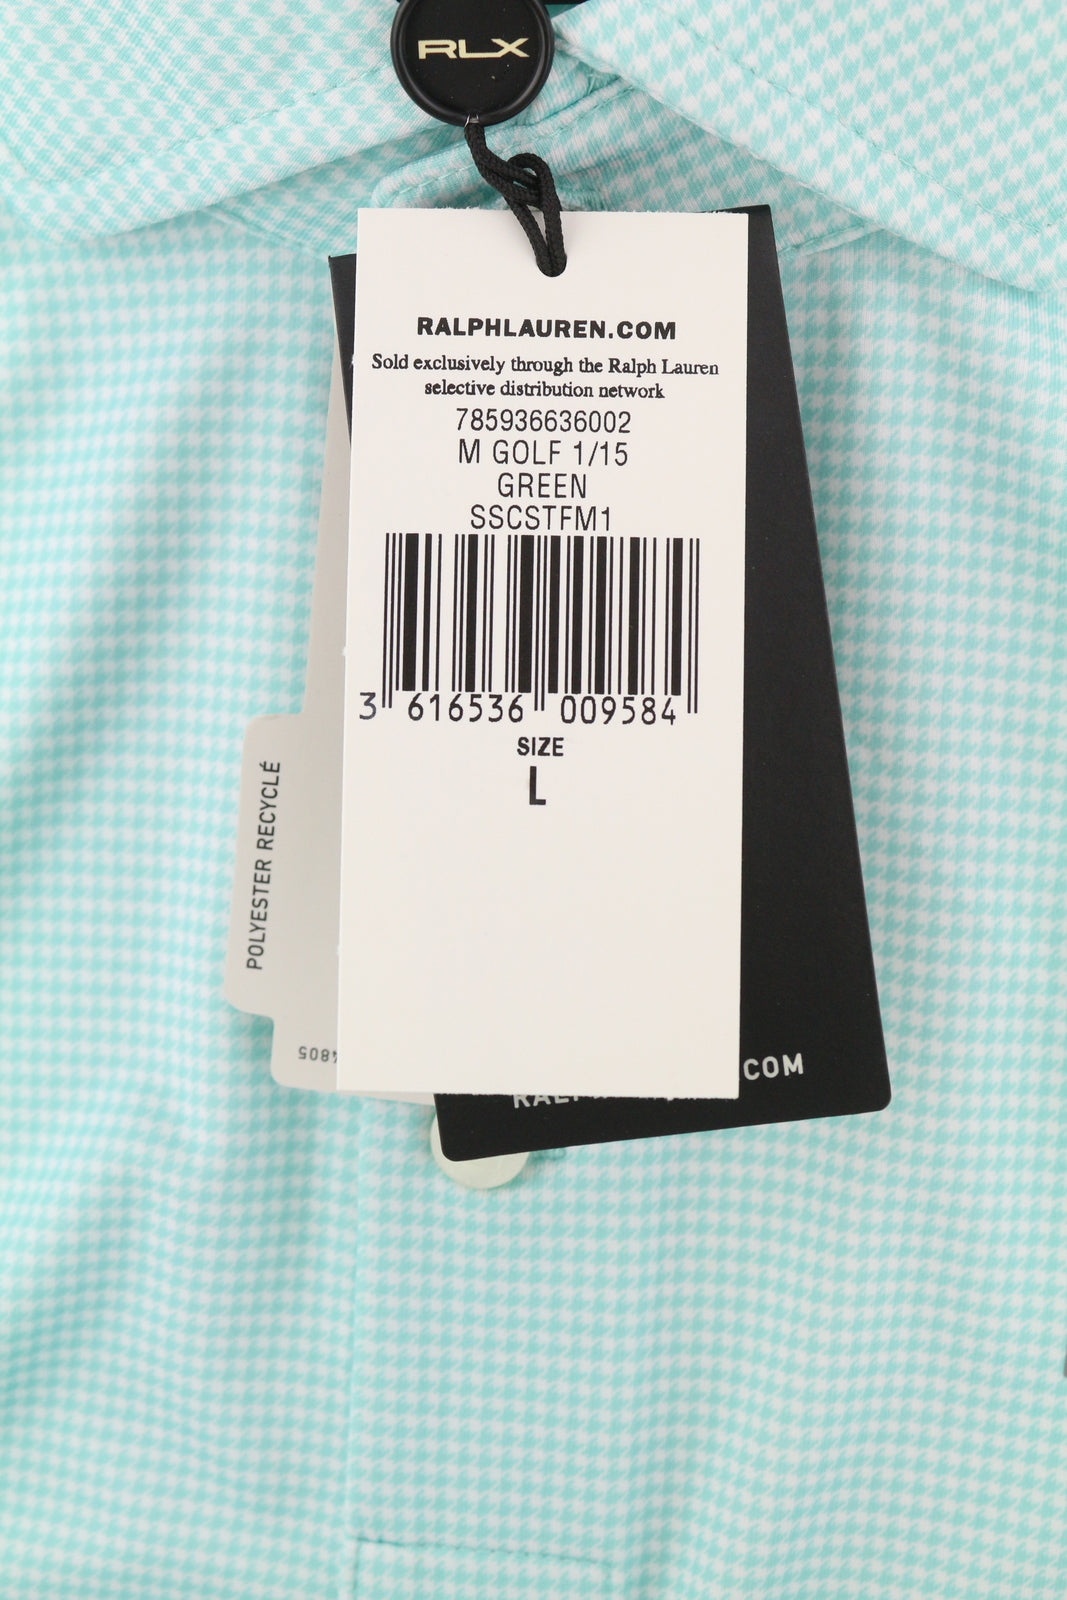 RLX
RALPHLAUREN.COM
Sold exclusively through the Ralph Lauren
selective distribution network
785936636002
M GOLF 1/15
GREEN
SSCSTFM1
3 616536 009584
SIZE
L
POLYESTER RECYCLÉ
4805
COM